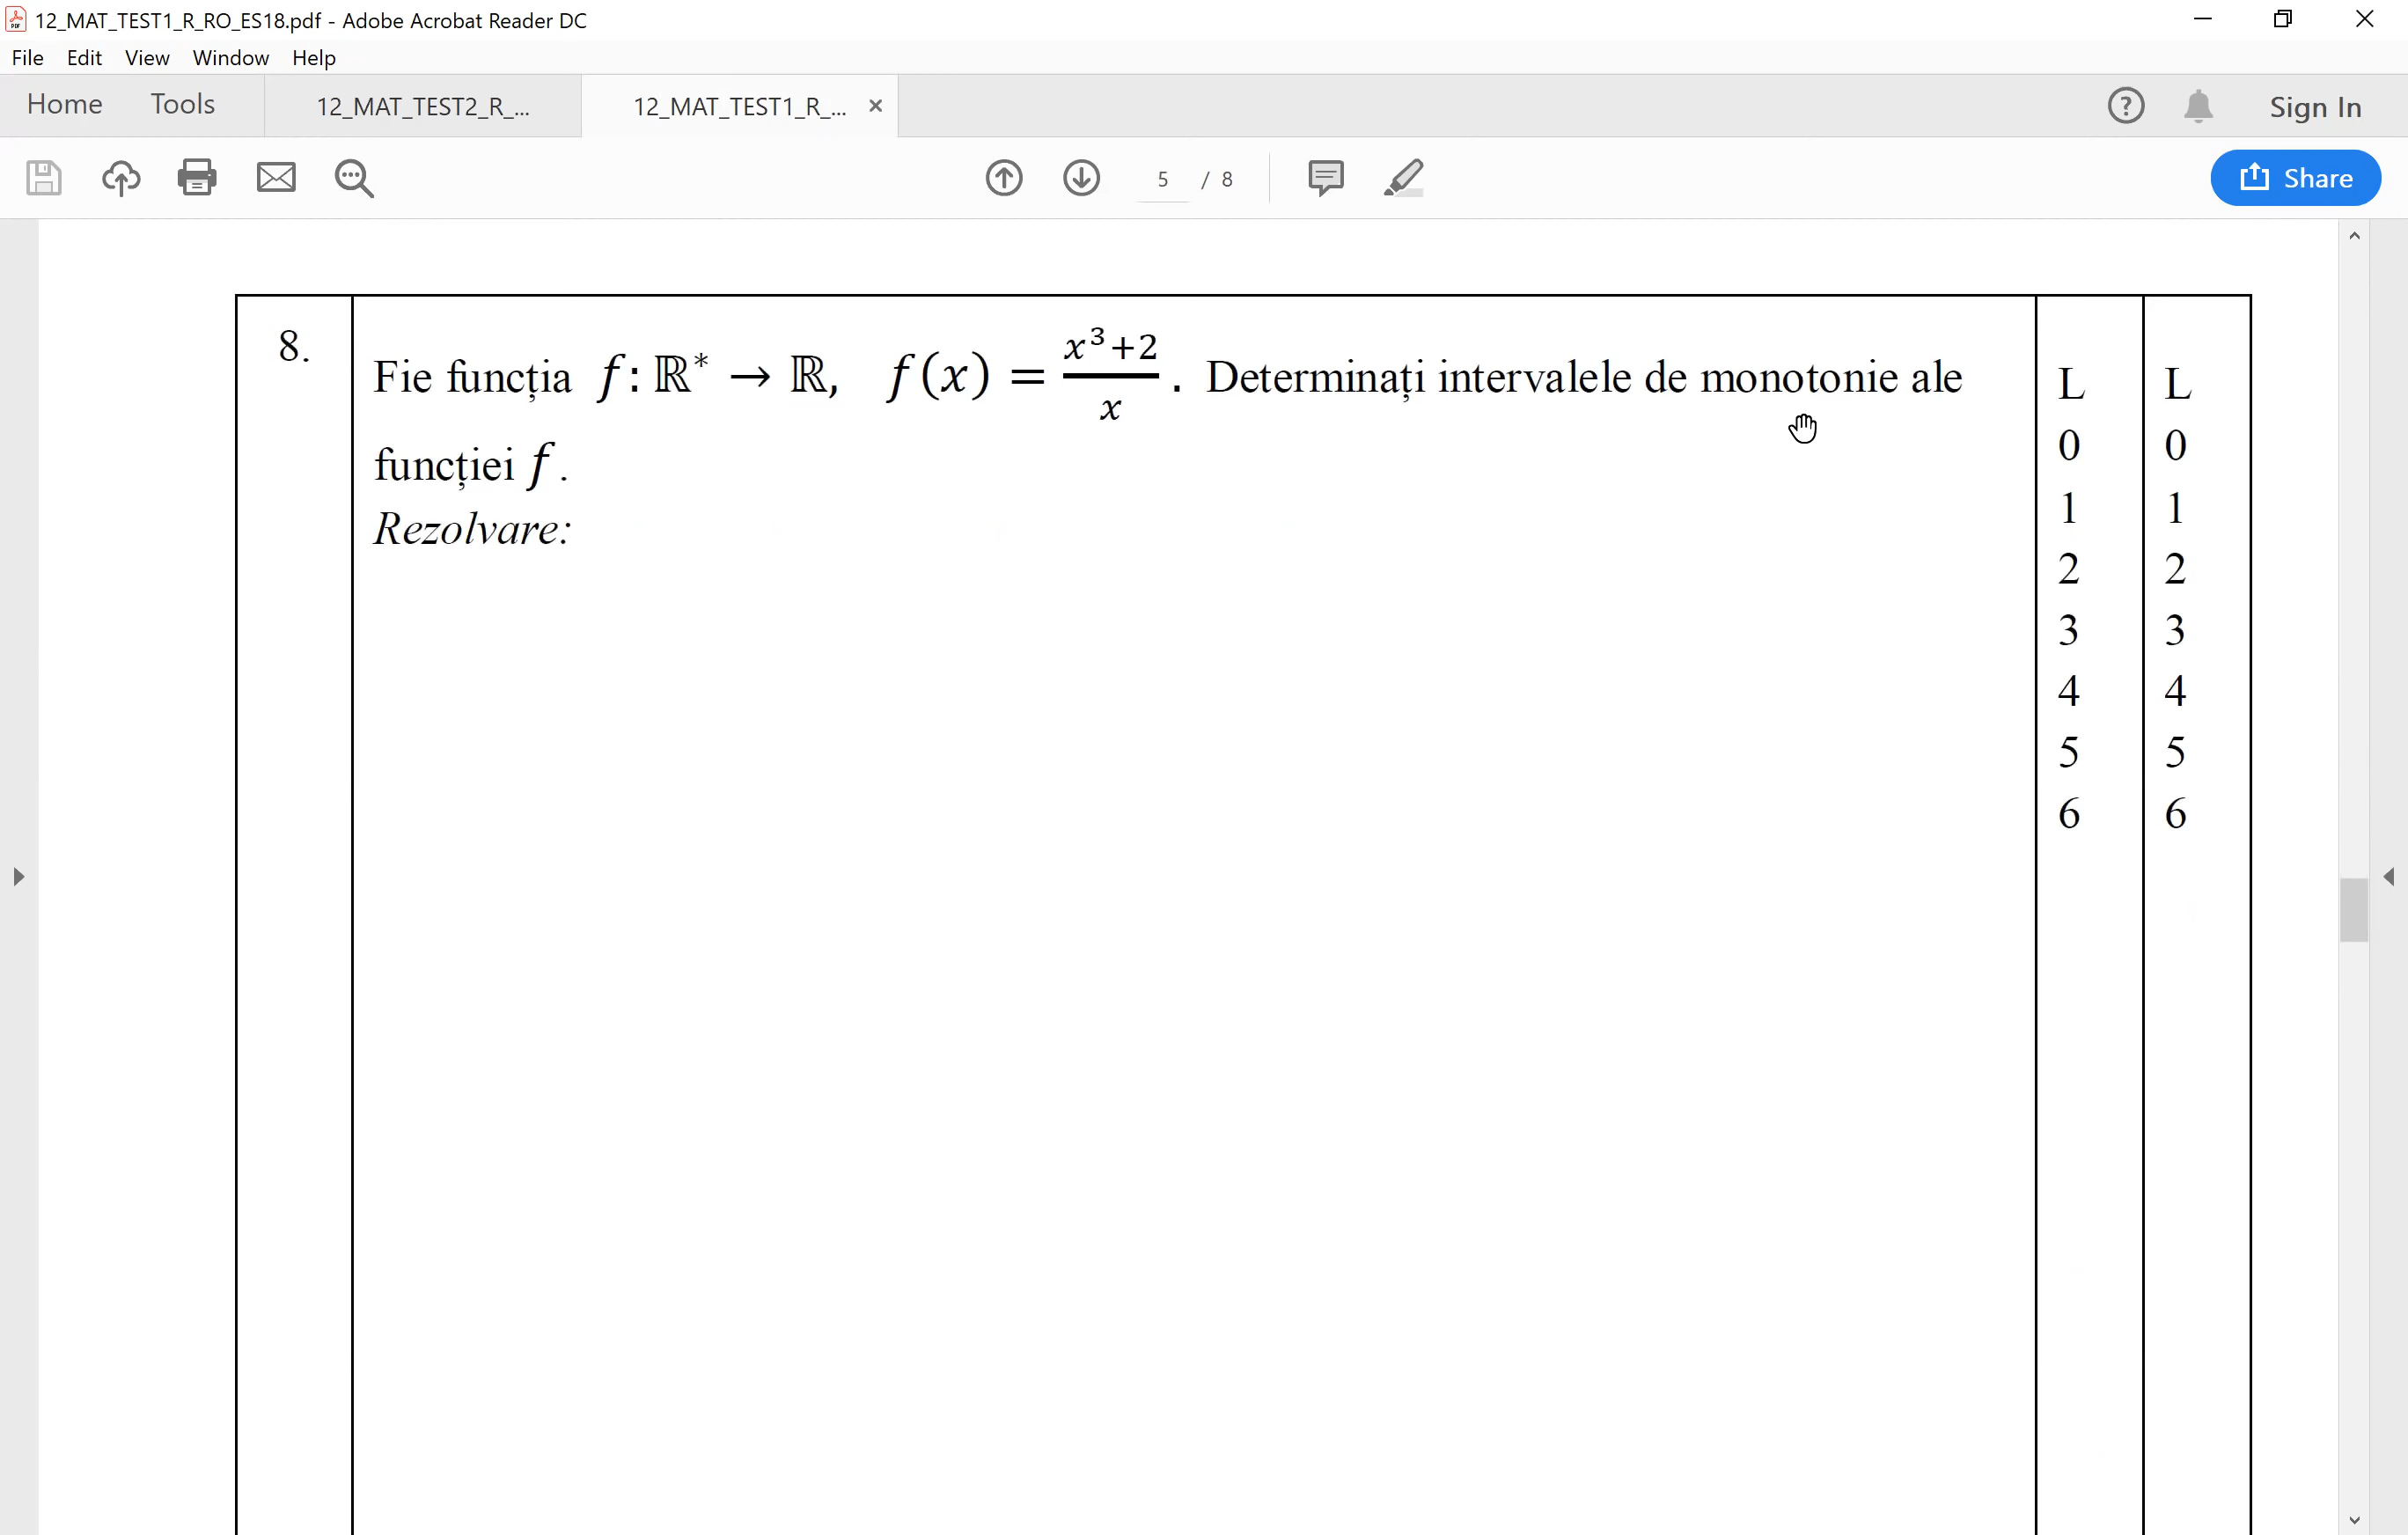 12_MAT_TEST1_R_RO_ES18.pdf - Adobe Acrobat Reader DC
File Edit View Window Help
Home Tools 12_MAT_TEST2_R_... 12_MAT_TEST1_R_... × Sign In
5 / 8 Share
8. Fie funcția f: ℝ* → ℝ, f(x) = (x³+2)/x . Determinați intervalele de monotonie ale
funcției f.
Rezolvare:
L L
0 0
1 1
2 2
3 3
4 4
5 5
6 6